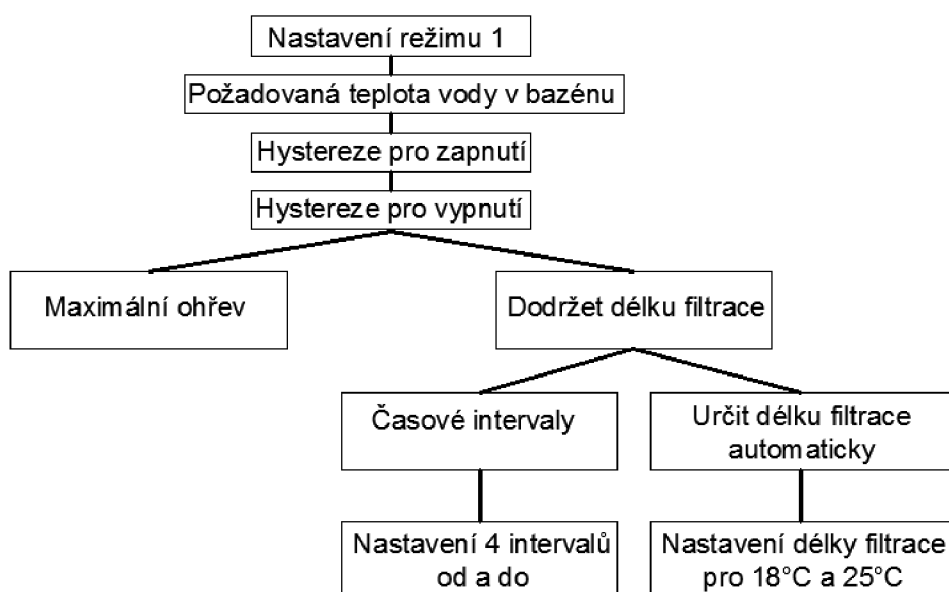 Nastavení režimu 1
Požadovaná teplota vody v bazénu
Hystereze pro zapnutí
Hystereze pro vypnutí
Maximální ohřev
Dodržet délku filtrace
Časové intervaly
Určit délku filtrace
automaticky
Nastavení 4 intervalů
od a do
Nastavení délky filtrace
pro 18°C a 25°C